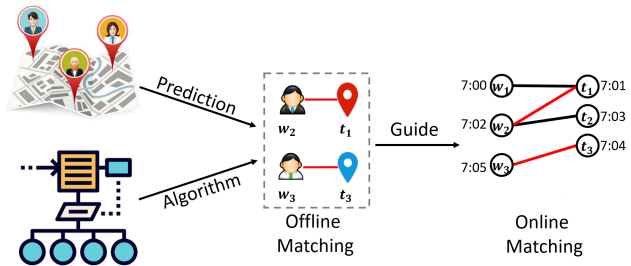 Prediction
Algorithm
w₂ t₁
w₃ t₃
Offline
Matching
Guide
7:00 w₁ t₁ 7:01
7:02 w₂ t₂ 7:03
7:05 w₃ t₃ 7:04
Online
Matching